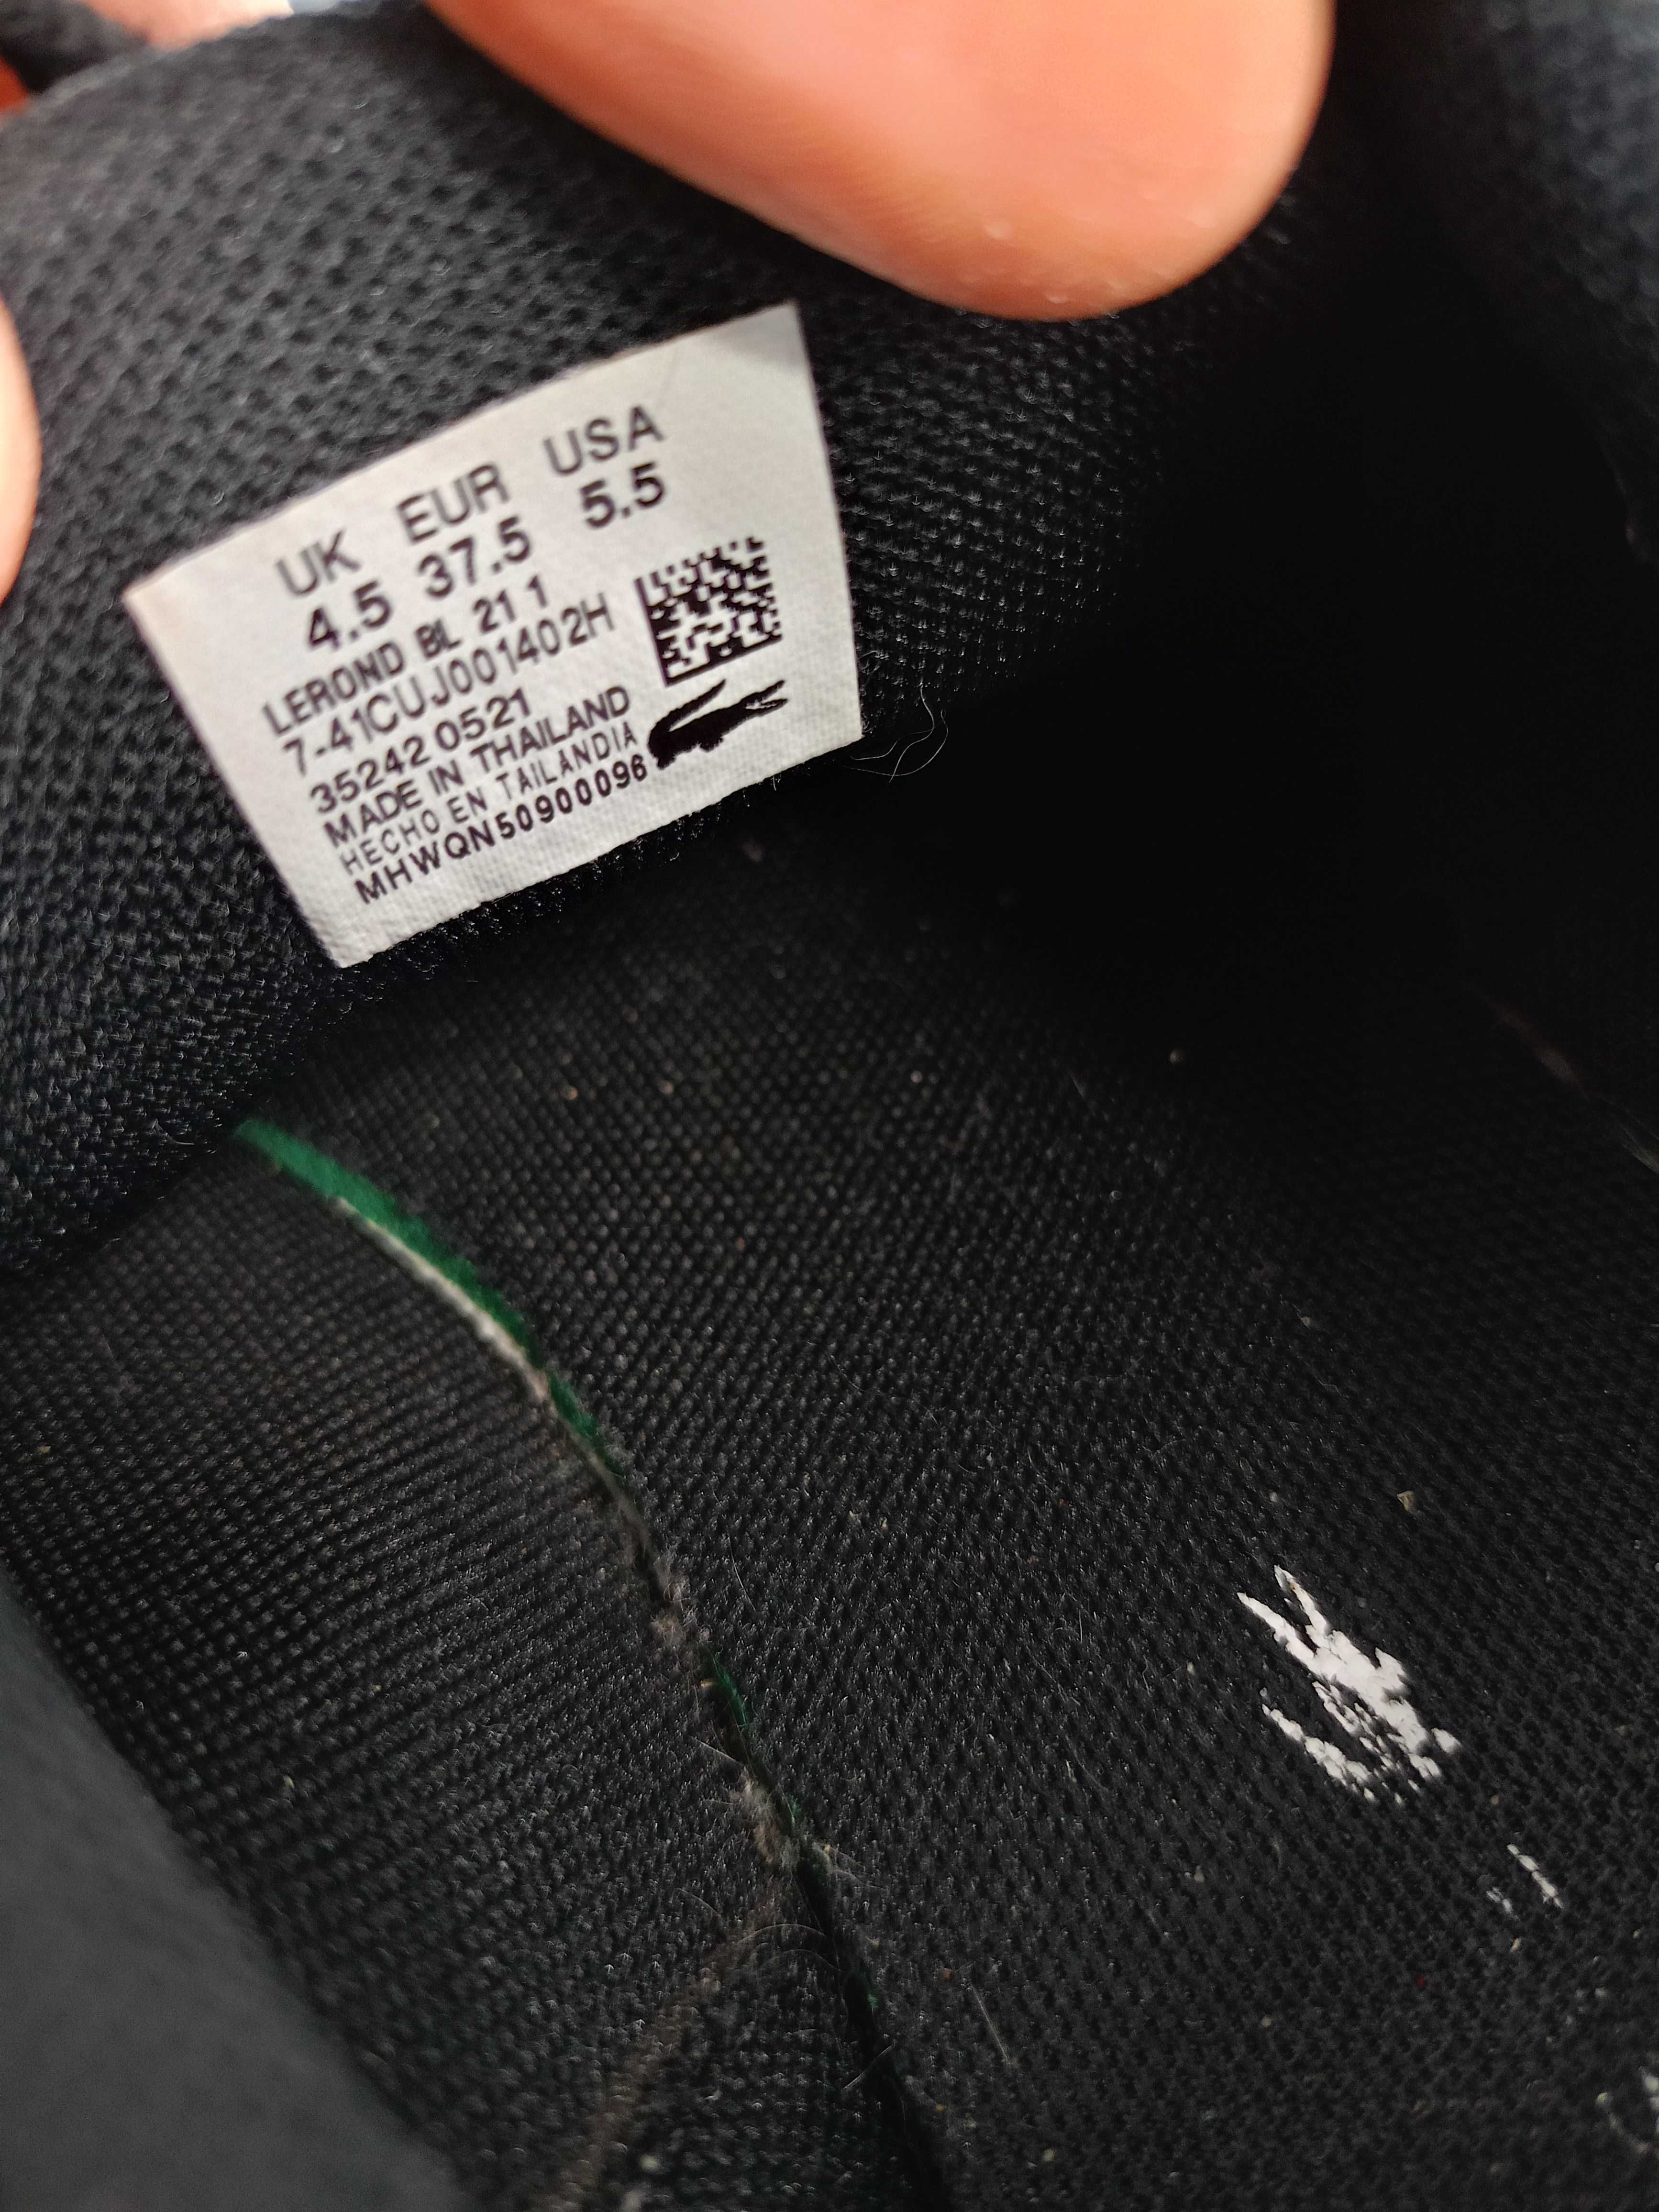 UK EUR USA
4.5 37.5 5.5
LEROND BL 21 1
7-41CUJ001402H
35242 0521
MADE IN THAILAND
HECHO EN TAILANDIA
MHWQN50900096